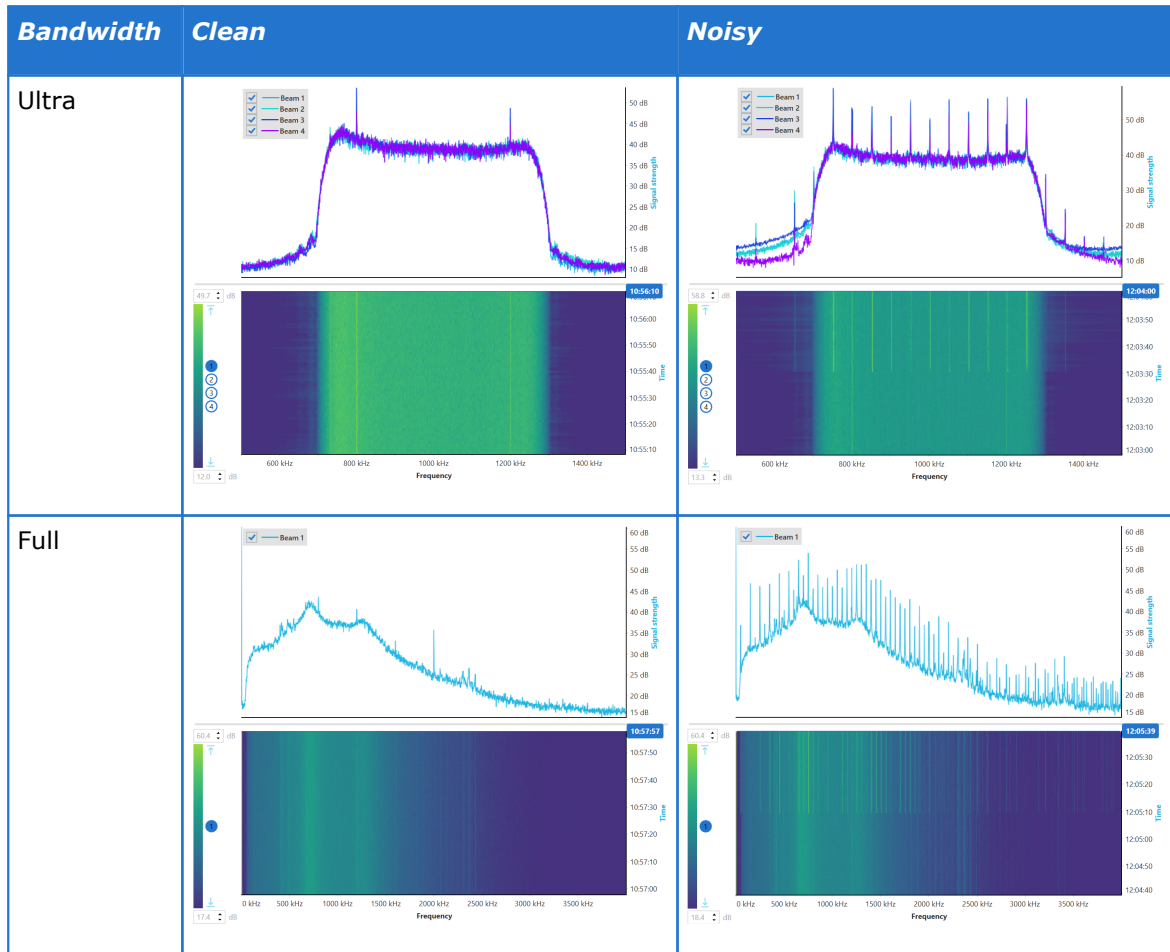 Bandwidth Clean Noisy
Ultra
Beam 1
Beam 2
Beam 3
Beam 4
50 dB
45 dB
40 dB
35 dB
30 dB
25 dB
20 dB
15 dB
10 dB
Signal strength
49.7 dB
1
2
3
4
12.0 dB
10:56:10
10:56:00
10:55:50
10:55:40
10:55:30
10:55:20
10:55:10
Time
600 kHz 800 kHz 1000 kHz 1200 kHz
Frequency
Beam 1
Beam 2
Beam 3
Beam 4
50 dB
40 dB
30 dB
20 dB
10 dB
Signal strength
58.8 dB
1
2
3
4
13.3 dB
12:04:00
12:03:50
12:03:40
12:03:30
12:03:20
12:03:10
12:03:00
Time
600 kHz 800 kHz 1000 kHz 1200 kHz 1400 kHz
Frequency
Full
Beam 1
60 dB
55 dB
50 dB
45 dB
40 dB
35 dB
30 dB
25 dB
20 dB
15 dB
Signal strength
60.4 dB
1
17.4 dB
10:57:57
10:57:50
10:57:40
10:57:30
10:57:20
10:57:10
10:57:00
Time
0 kHz 500 kHz 1000 kHz 1500 kHz 2000 kHz 2500 kHz 3000 kHz 3500 kHz
Frequency
Beam 1
60 dB
55 dB
50 dB
45 dB
40 dB
35 dB
30 dB
25 dB
20 dB
15 dB
Signal strength
60.4 dB
1
18.4 dB
12:05:39
12:05:30
12:05:20
12:05:10
12:05:00
12:04:50
12:04:40
Time
0 kHz 500 kHz 1000 kHz 1500 kHz 2000 kHz 2500 kHz 3000 kHz 3500 kHz
Frequency